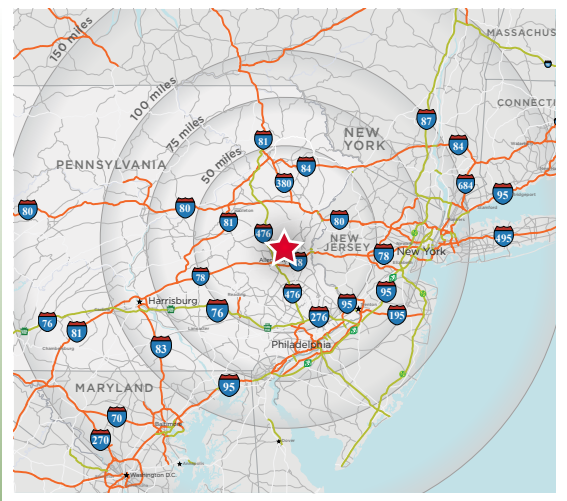 150 miles
MASSACHUS
100 miles
CONNECTI
87
75 miles
NEW
YORK
81
84
PENNSYLVANIA
50 miles
84
380
684
95
80
80
81
80
476
NEW
JERSEY
495
78
78
New York
78
476
95
Harrisburg
76
95
276
195
76
81
83
Philadelphia
MARYLAND
95
70
Baltimore
270
Washington D.C.